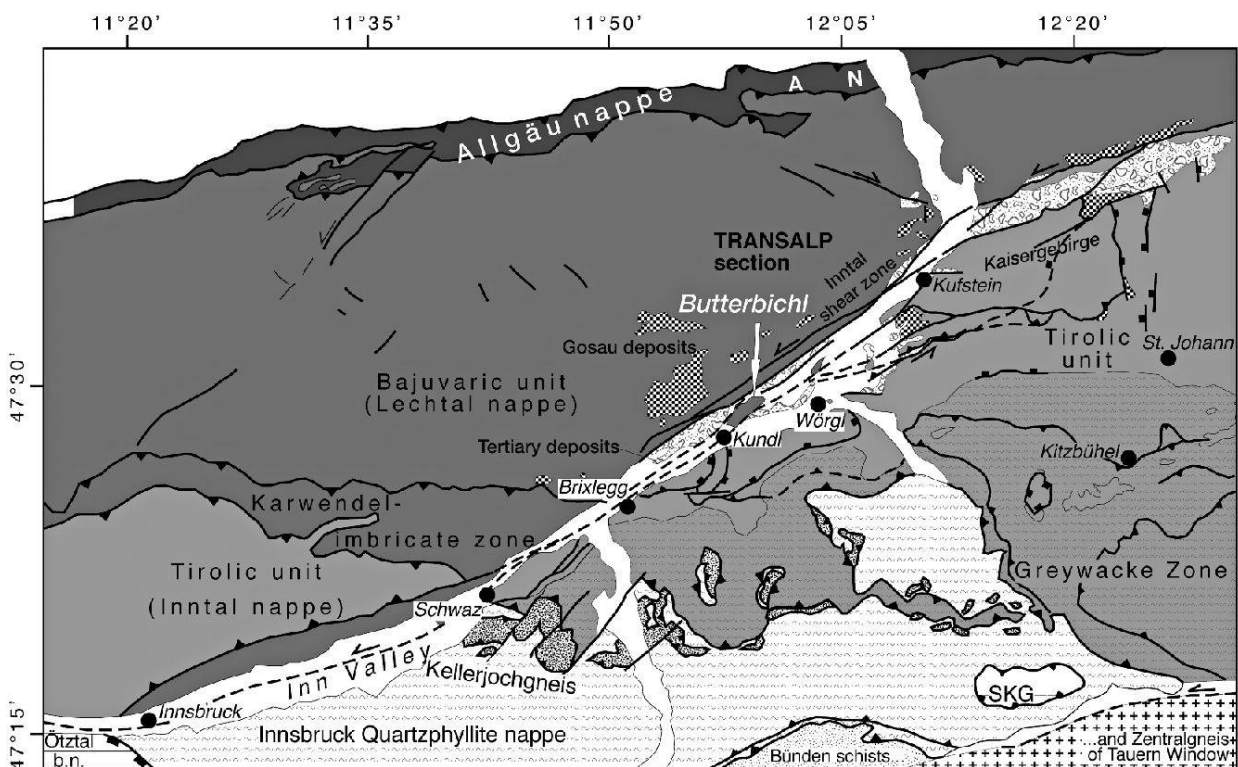 11°20' 11°35' 11°50' 12°05' 12°20'
A N
Allgäu nappe
TRANSALP
section
Inntal
shear zone
Kaisergebirge
Kufstein
Butterbichl
Gosau deposits
Tirolic
unit
St. Johann
47°30'
Bajuvaric unit
(Lechtal nappe)
Wörgl
Kundl
Tertiary deposits
Kitzbühel
Brixlegg
Karwendel-
imbricate zone
Tirolic unit
(Inntal nappe)
Greywacke Zone
Schwaz
Inn Valley
Kellerjochgneis
SKG
Innsbruck
47°15'
Innsbruck Quartzphyllite nappe
Ötztal
b.n.
Bünden schists...
...and Zentralgneis
of Tauern Window